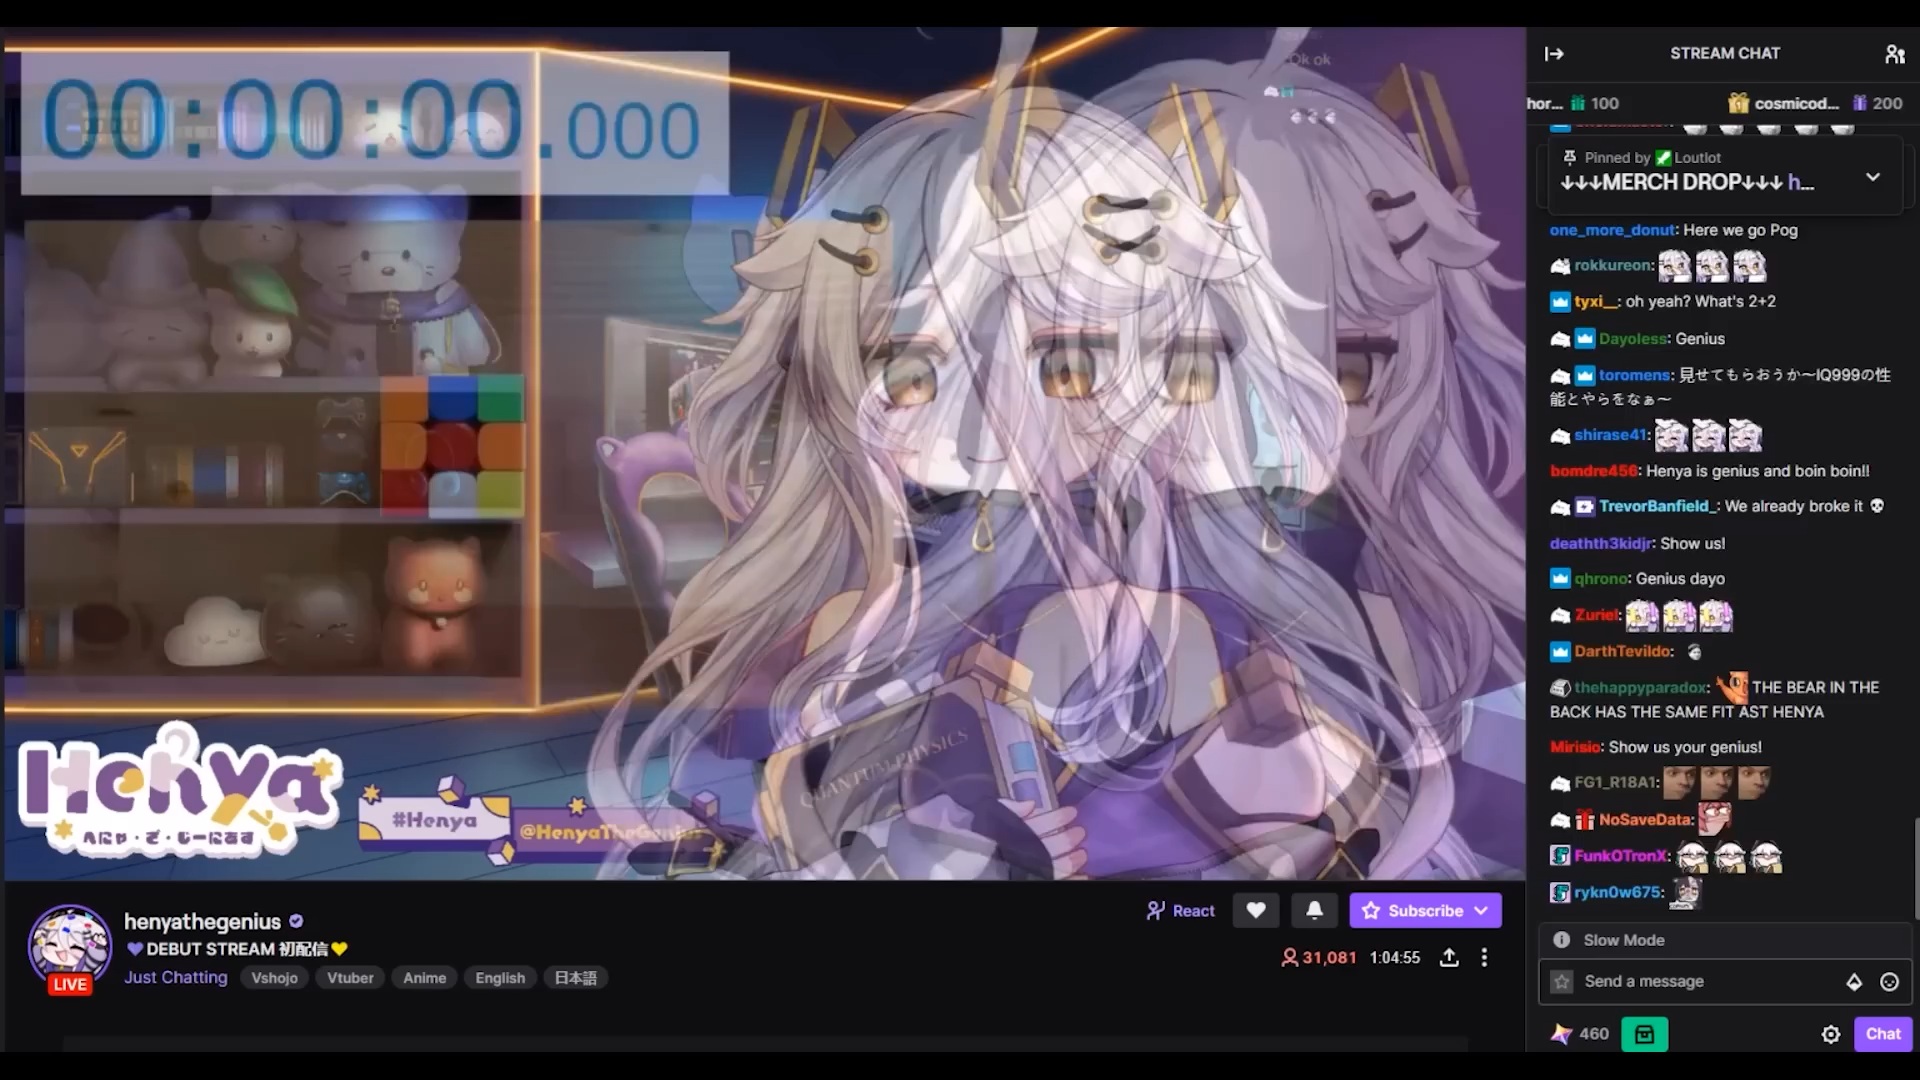 00:00:00.000
Ok ok
QUANTUM PHYSICS
Henya
へにゃ・ざ・じーにあす
#Henya
@HenyaTheGenius
henyathegenius
LIVE
💜DEBUT STREAM 初配信💛
Just Chatting
Vshojo
Vtuber
Anime
English
日本語
React
Subscribe
31,081
1:04:55
STREAM CHAT
hor... 100
cosmicod... 200
Pinned by Loutlot
↓↓↓MERCH DROP↓↓↓ h...
one_more_donut: Here we go Pog
rokkureon:
tyxi__: oh yeah? What's 2+2
Dayoless: Genius
toromens: 見せてもらおうか〜IQ999の性
能とやらをなぁ〜
shirase41:
bomdre456: Henya is genius and boin boin!!
TrevorBanfield_: We already broke it 💀
deathth3kidjr: Show us!
qhrono: Genius dayo
Zuriel:
DarthTevildo:
thehappyparadox: THE BEAR IN THE
BACK HAS THE SAME FIT AST HENYA
Mirisio: Show us your genius!
FG1_R18A1:
NoSaveData:
FunkOTronX:
rykn0w675:
Slow Mode
Send a message
460
Chat